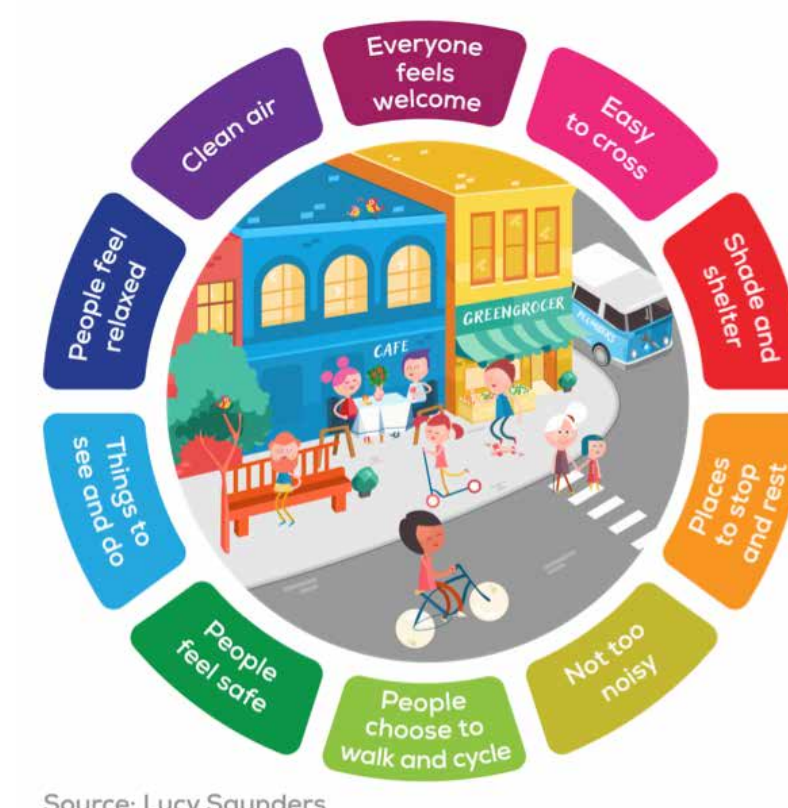 Everyone
feels
welcome
Easy
to cross
Shade and
shelter
Places
to stop
and rest
Not too
noisy
People
choose to
walk and cycle
People
feel safe
Things to
see and do
People feel
relaxed
Clean air
CAFE
GREENGROCER
PLUMBERS
Source: Lucy Saunders